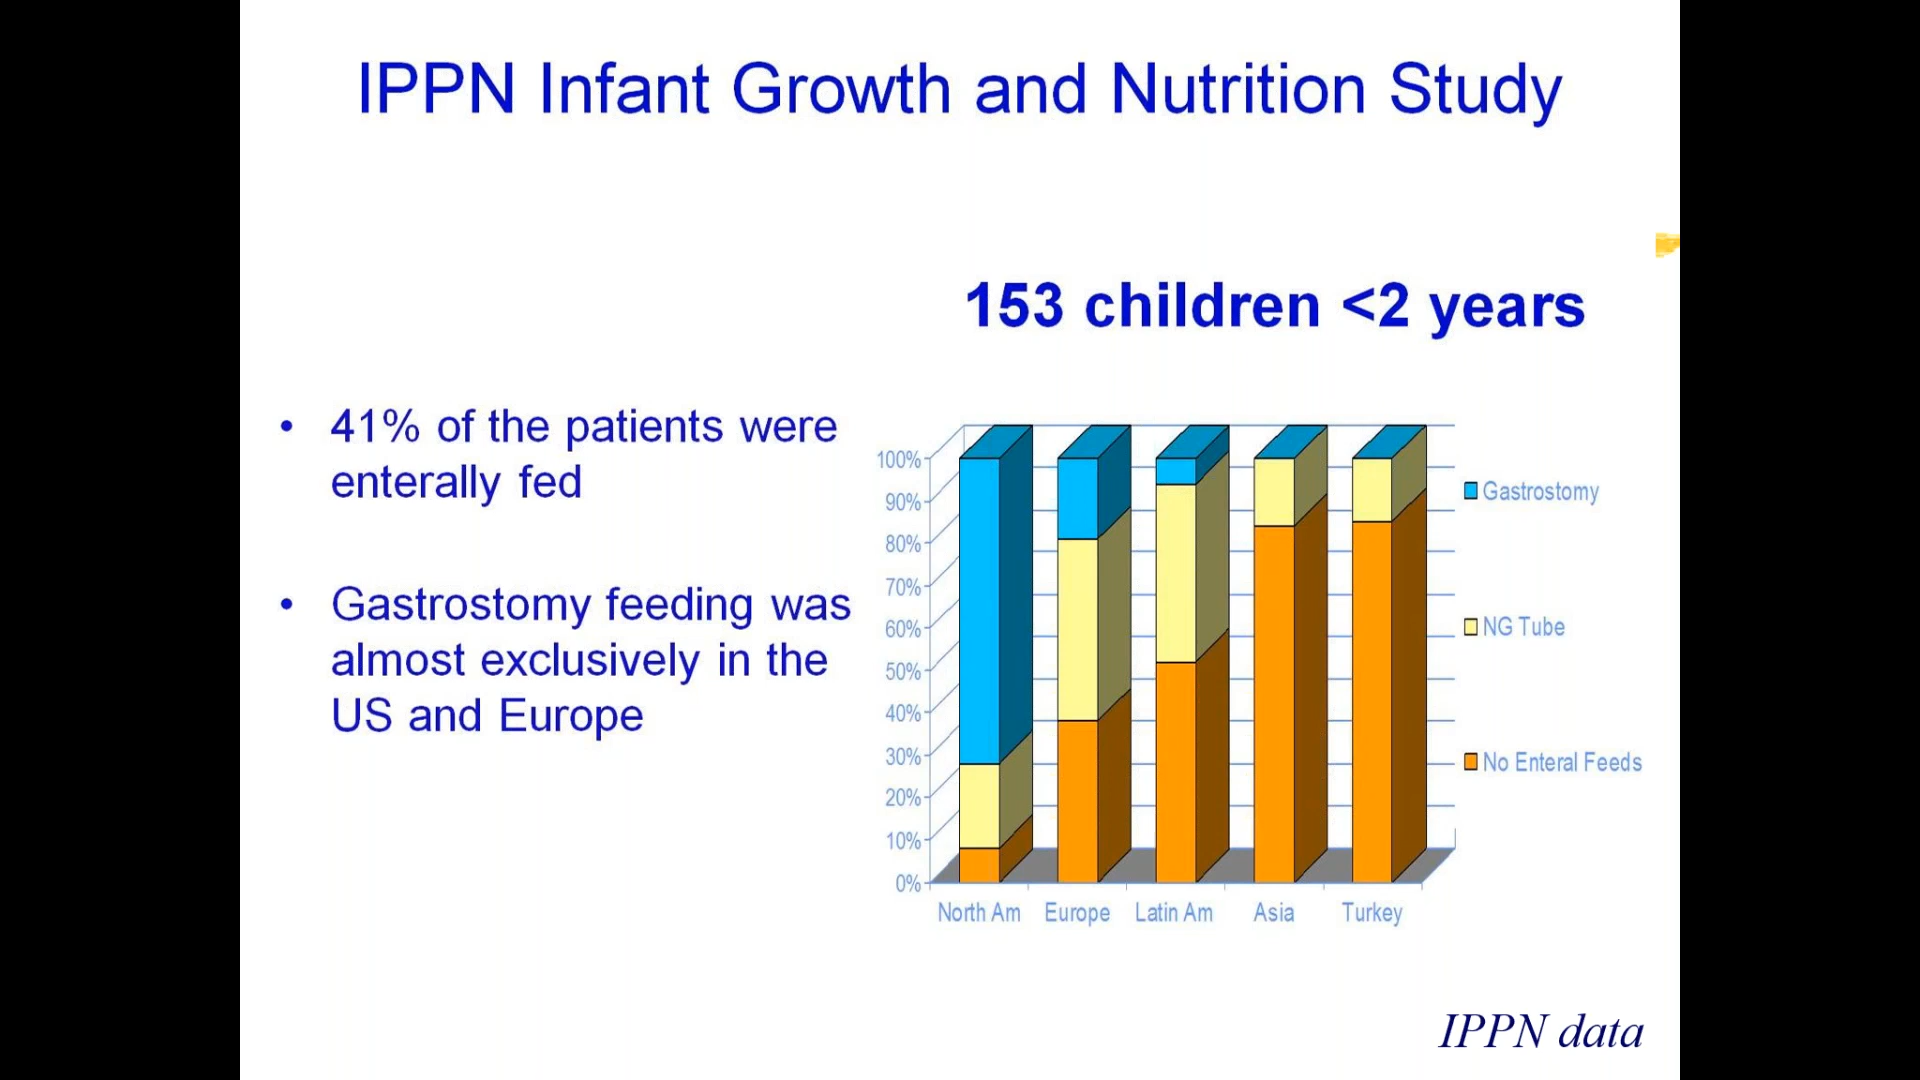 IPPN Infant Growth and Nutrition Study
153 children <2 years
• 41% of the patients were
enterally fed
• Gastrostomy feeding was
almost exclusively in the
US and Europe
100%
90%
80%
70%
60%
50%
40%
30%
20%
10%
0%
North Am Europe Latin Am Asia Turkey
Gastrostomy
NG Tube
No Enteral Feeds
IPPN data